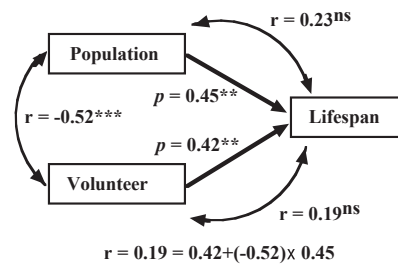 r = 0.23ns
Population
p = 0.45**
r = -0.52***
Lifespan
p = 0.42**
Volunteer
r = 0.19ns
r = 0.19 = 0.42+(-0.52)x 0.45